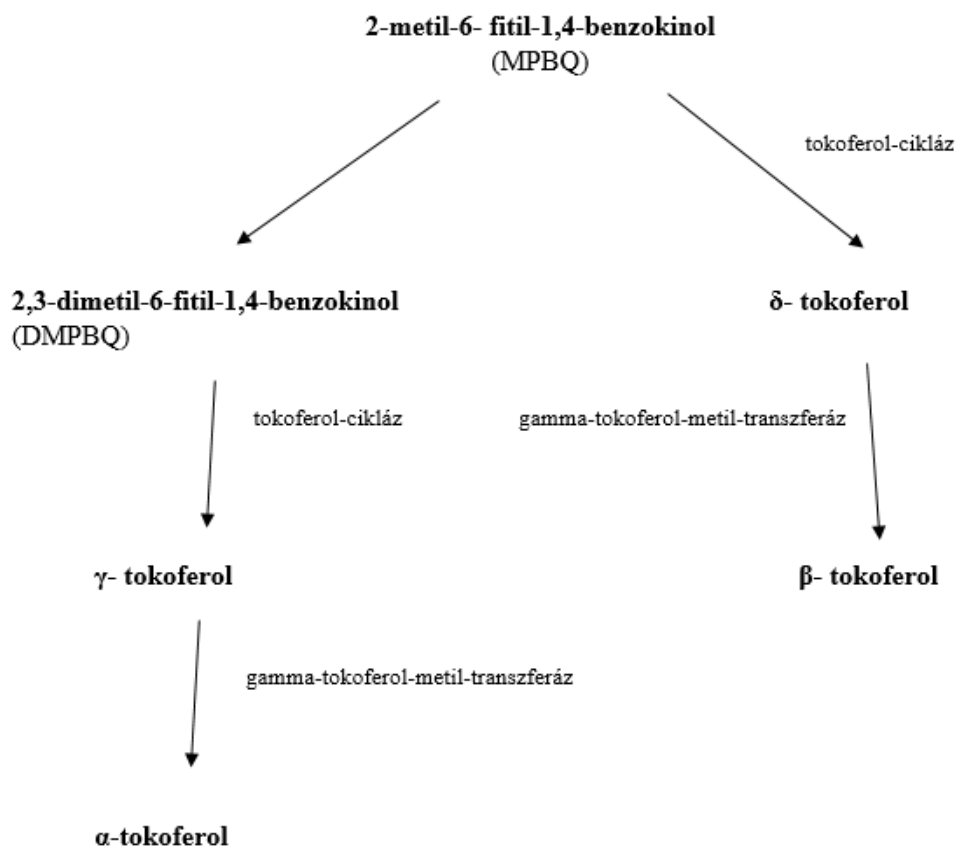 2-metil-6- fitil-1,4-benzokinol
(MPBQ)
tokoferol-cikláz
2,3-dimetil-6-fitil-1,4-benzokinol
(DMPBQ)
δ- tokoferol
tokoferol-cikláz
gamma-tokoferol-metil-transzferáz
γ- tokoferol
β- tokoferol
gamma-tokoferol-metil-transzferáz
α-tokoferol